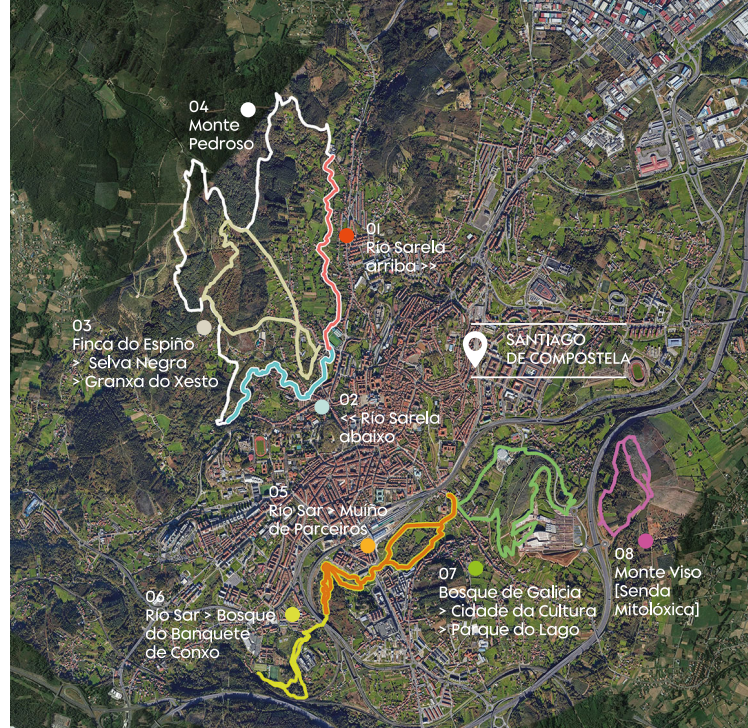 04
Monte
Pedroso
01
Río Sarela
arriba >>
03
Finca do Espiño
> Selva Negra
> Granxa do Xesto
SANTIAGO
DE COMPOSTELA
02
<< Río Sarela
abaixo
05
Río Sar > Muíño
de Parceiros
06
Río Sar > Bosque
do Banquete
de Conxo
07
Bosque de Galicia
> Cidade da Cultura
> Parque do Lago
08
Monte Viso
[Senda
Mitolóxica]